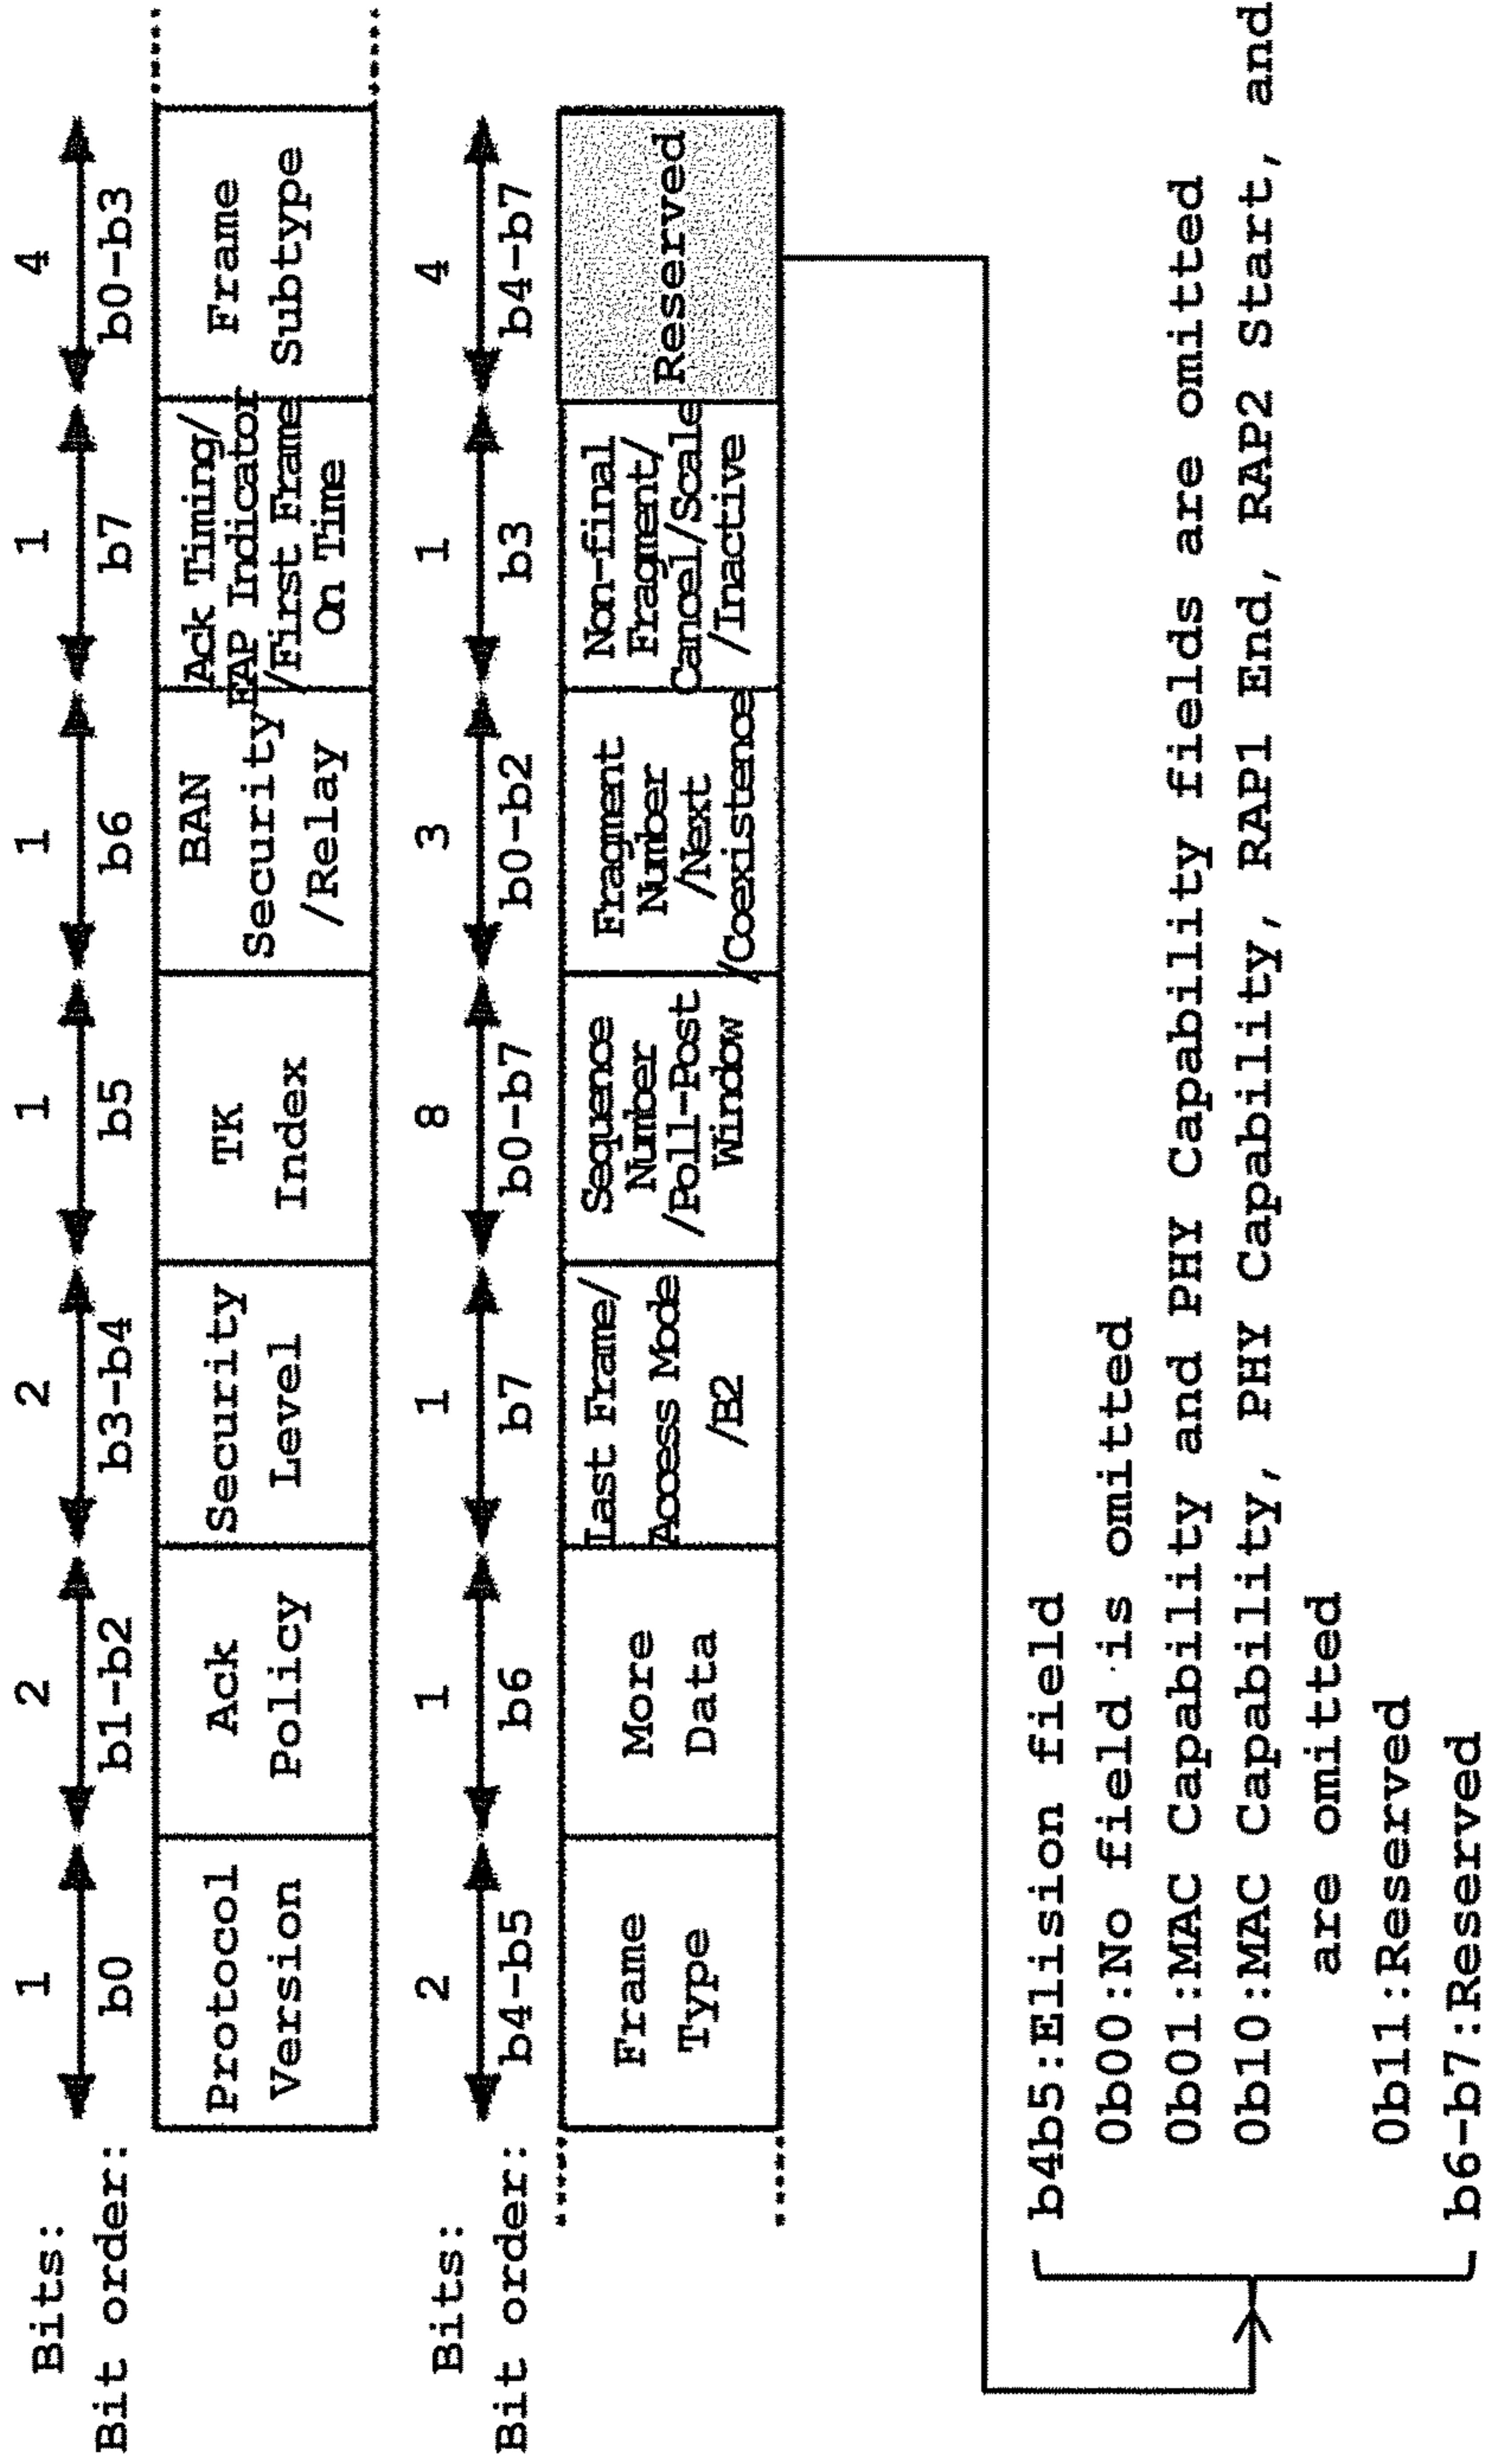 Bits: 1 2 2 1 1 1 4
Bit order: b0 b1-b2 b3-b4 b5 b6 b7 b0-b3
Protocol
Version
Ack
Policy
Security
Level
TK
Index
BAN
Security
/Relay
Ack Timing/
EAP Indicator
/First Frame
On Time
Frame
Subtype
Bits: 2 1 1 8 3 1 4
Bit order: b4-b5 b6 b7 b0-b7 b0-b2 b3 b4-b7
Frame
Type
More
Data
Last Frame/
Access Mode
/B2
Sequence
Number
/Poll-Post
Window
Fragment
Number
/Next
/Coexistence
Non-final
Fragment/
Cancel/Scale
/Inactive
Reserved
b4b5:Elision field
0b00:No field is omitted
0b01:MAC Capability and PHY Capability fields are omitted
0b10:MAC Capability, PHY Capability, RAP1 End, RAP2 Start, and
are omitted
0b11:Reserved
b6-b7:Reserved